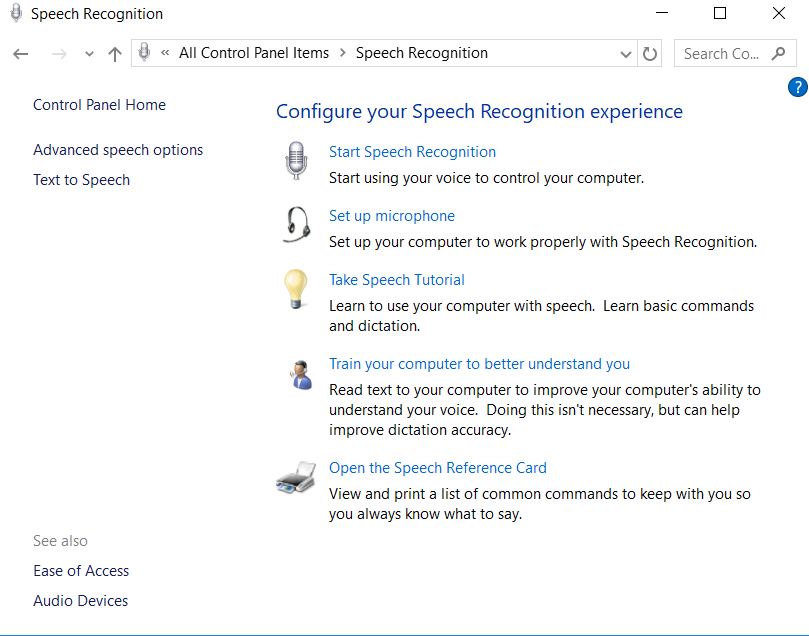 Speech Recognition
« All Control Panel Items > Speech Recognition
Search Co...
?
Control Panel Home
Advanced speech options
Text to Speech
Configure your Speech Recognition experience
Start Speech Recognition
Start using your voice to control your computer.
Set up microphone
Set up your computer to work properly with Speech Recognition.
Take Speech Tutorial
Learn to use your computer with speech.  Learn basic commands
and dictation.
Train your computer to better understand you
Read text to your computer to improve your computer's ability to
understand your voice.  Doing this isn't necessary, but can help
improve dictation accuracy.
Open the Speech Reference Card
View and print a list of common commands to keep with you so
you always know what to say.
See also
Ease of Access
Audio Devices